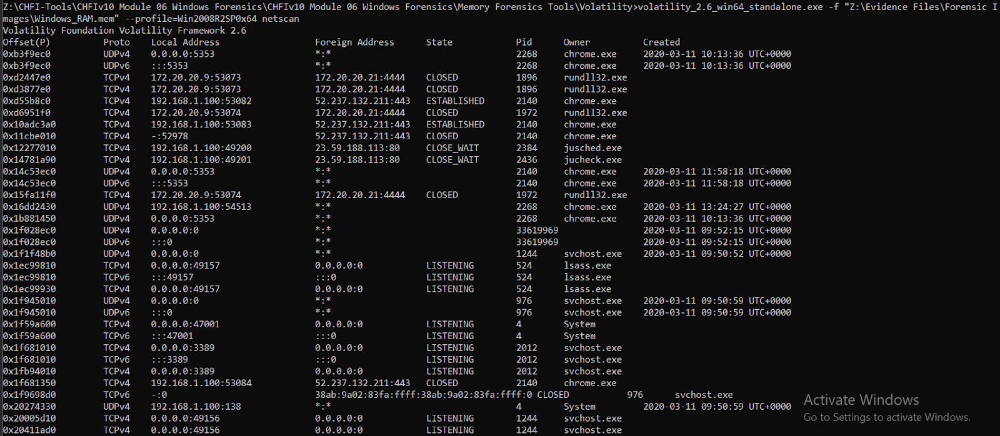 Z:\CHFI-Tools\CHFIv10 Module 06 Windows Forensics\CHFIv10 Module 06 Windows Forensics\Memory Forensics Tools\Volatility>volatility_2.6_win64_standalone.exe -f "Z:\Evidence Files\Forensic I
mages\Windows_RAM.mem" --profile=Win2008R2SP0x64 netscan
Volatility Foundation Volatility Framework 2.6
Offset(P) Proto Local Address Foreign Address State Pid Owner Created
0xb3f9ec0 UDPv4 0.0.0.0:5353 *:* 2268 chrome.exe 2020-03-11 10:13:36 UTC+0000
0xb3f9ec0 UDPv6 :::5353 *:* 2268 chrome.exe 2020-03-11 10:13:36 UTC+0000
0xd2447e0 TCPv4 172.20.20.9:53073 172.20.20.21:4444 CLOSED 1896 rundll32.exe
0xd3877e0 TCPv4 172.20.20.9:53073 172.20.20.21:4444 CLOSED 1896 rundll32.exe
0xd55b8c0 TCPv4 192.168.1.100:53082 52.237.132.211:443 ESTABLISHED 2140 chrome.exe
0xd6951f0 TCPv4 172.20.20.9:53074 172.20.20.21:4444 CLOSED 1972 rundll32.exe
0x10adc3a0 TCPv4 192.168.1.100:53083 52.237.132.211:443 ESTABLISHED 2140 chrome.exe
0x11cbe010 TCPv4 -:52978 52.237.132.211:443 CLOSED 2140 chrome.exe
0x12277010 TCPv4 192.168.1.100:49200 23.59.188.113:80 CLOSE_WAIT 2384 jusched.exe
0x14781a90 TCPv4 192.168.1.100:49201 23.59.188.113:80 CLOSE_WAIT 2436 jucheck.exe
0x14c53ec0 UDPv4 0.0.0.0:5353 *:* 2140 chrome.exe 2020-03-11 11:58:18 UTC+0000
0x14c53ec0 UDPv6 :::5353 *:* 2140 chrome.exe 2020-03-11 11:58:18 UTC+0000
0x15fa11f0 TCPv4 172.20.20.9:53074 172.20.20.21:4444 CLOSED 1972 rundll32.exe
0x16dd2430 UDPv4 192.168.1.100:54513 *:* 2268 chrome.exe 2020-03-11 13:24:27 UTC+0000
0x1b881450 UDPv4 0.0.0.0:5353 *:* 2268 chrome.exe 2020-03-11 10:13:36 UTC+0000
0x1f028ec0 UDPv4 0.0.0.0:0 *:* 33619969 2020-03-11 09:52:15 UTC+0000
0x1f028ec0 UDPv6 :::0 *:* 33619969 2020-03-11 09:52:15 UTC+0000
0x1f1f48b0 UDPv4 0.0.0.0:0 *:* 1244 svchost.exe 2020-03-11 09:50:52 UTC+0000
0x1ec99810 TCPv4 0.0.0.0:49157 0.0.0.0:0 LISTENING 524 lsass.exe
0x1ec99810 TCPv6 :::49157 :::0 LISTENING 524 lsass.exe
0x1ec99930 TCPv4 0.0.0.0:49157 0.0.0.0:0 LISTENING 524 lsass.exe
0x1f945010 UDPv4 0.0.0.0:0 *:* 976 svchost.exe 2020-03-11 09:50:59 UTC+0000
0x1f945010 UDPv6 :::0 *:* 976 svchost.exe 2020-03-11 09:50:59 UTC+0000
0x1f59a600 TCPv4 0.0.0.0:47001 0.0.0.0:0 LISTENING 4 System
0x1f59a600 TCPv6 :::47001 :::0 LISTENING 4 System
0x1f681010 TCPv4 0.0.0.0:3389 0.0.0.0:0 LISTENING 2012 svchost.exe
0x1f681010 TCPv6 :::3389 :::0 LISTENING 2012 svchost.exe
0x1fb94010 TCPv4 0.0.0.0:3389 0.0.0.0:0 LISTENING 2012 svchost.exe
0x1f681350 TCPv4 192.168.1.100:53084 52.237.132.211:443 CLOSED 2140 chrome.exe
0x1f9698d0 TCPv6 -:0 38ab:9a02:83fa:ffff:38ab:9a02:83fa:ffff:0 CLOSED 976 svchost.exe
0x20274330 UDPv4 192.168.1.100:138 *:* 4 System 2020-03-11 09:50:59 UTC+0000
0x20005d10 TCPv4 0.0.0.0:49156 0.0.0.0:0 LISTENING 1244 svchost.exe
0x20411ad0 TCPv4 0.0.0.0:49156 0.0.0.0:0 LISTENING 1244 svchost.exe
Activate Windows
Go to Settings to activate Windows.